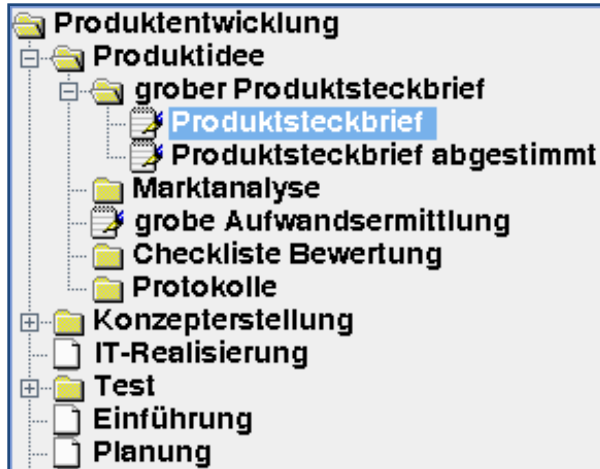 Produktentwicklung
Produktidee
grober Produktsteckbrief
Produktsteckbrief
Produktsteckbrief abgestimmt
Marktanalyse
grobe Aufwandsermittlung
Checkliste Bewertung
Protokolle
Konzepterstellung
IT-Realisierung
Test
Einführung
Planung